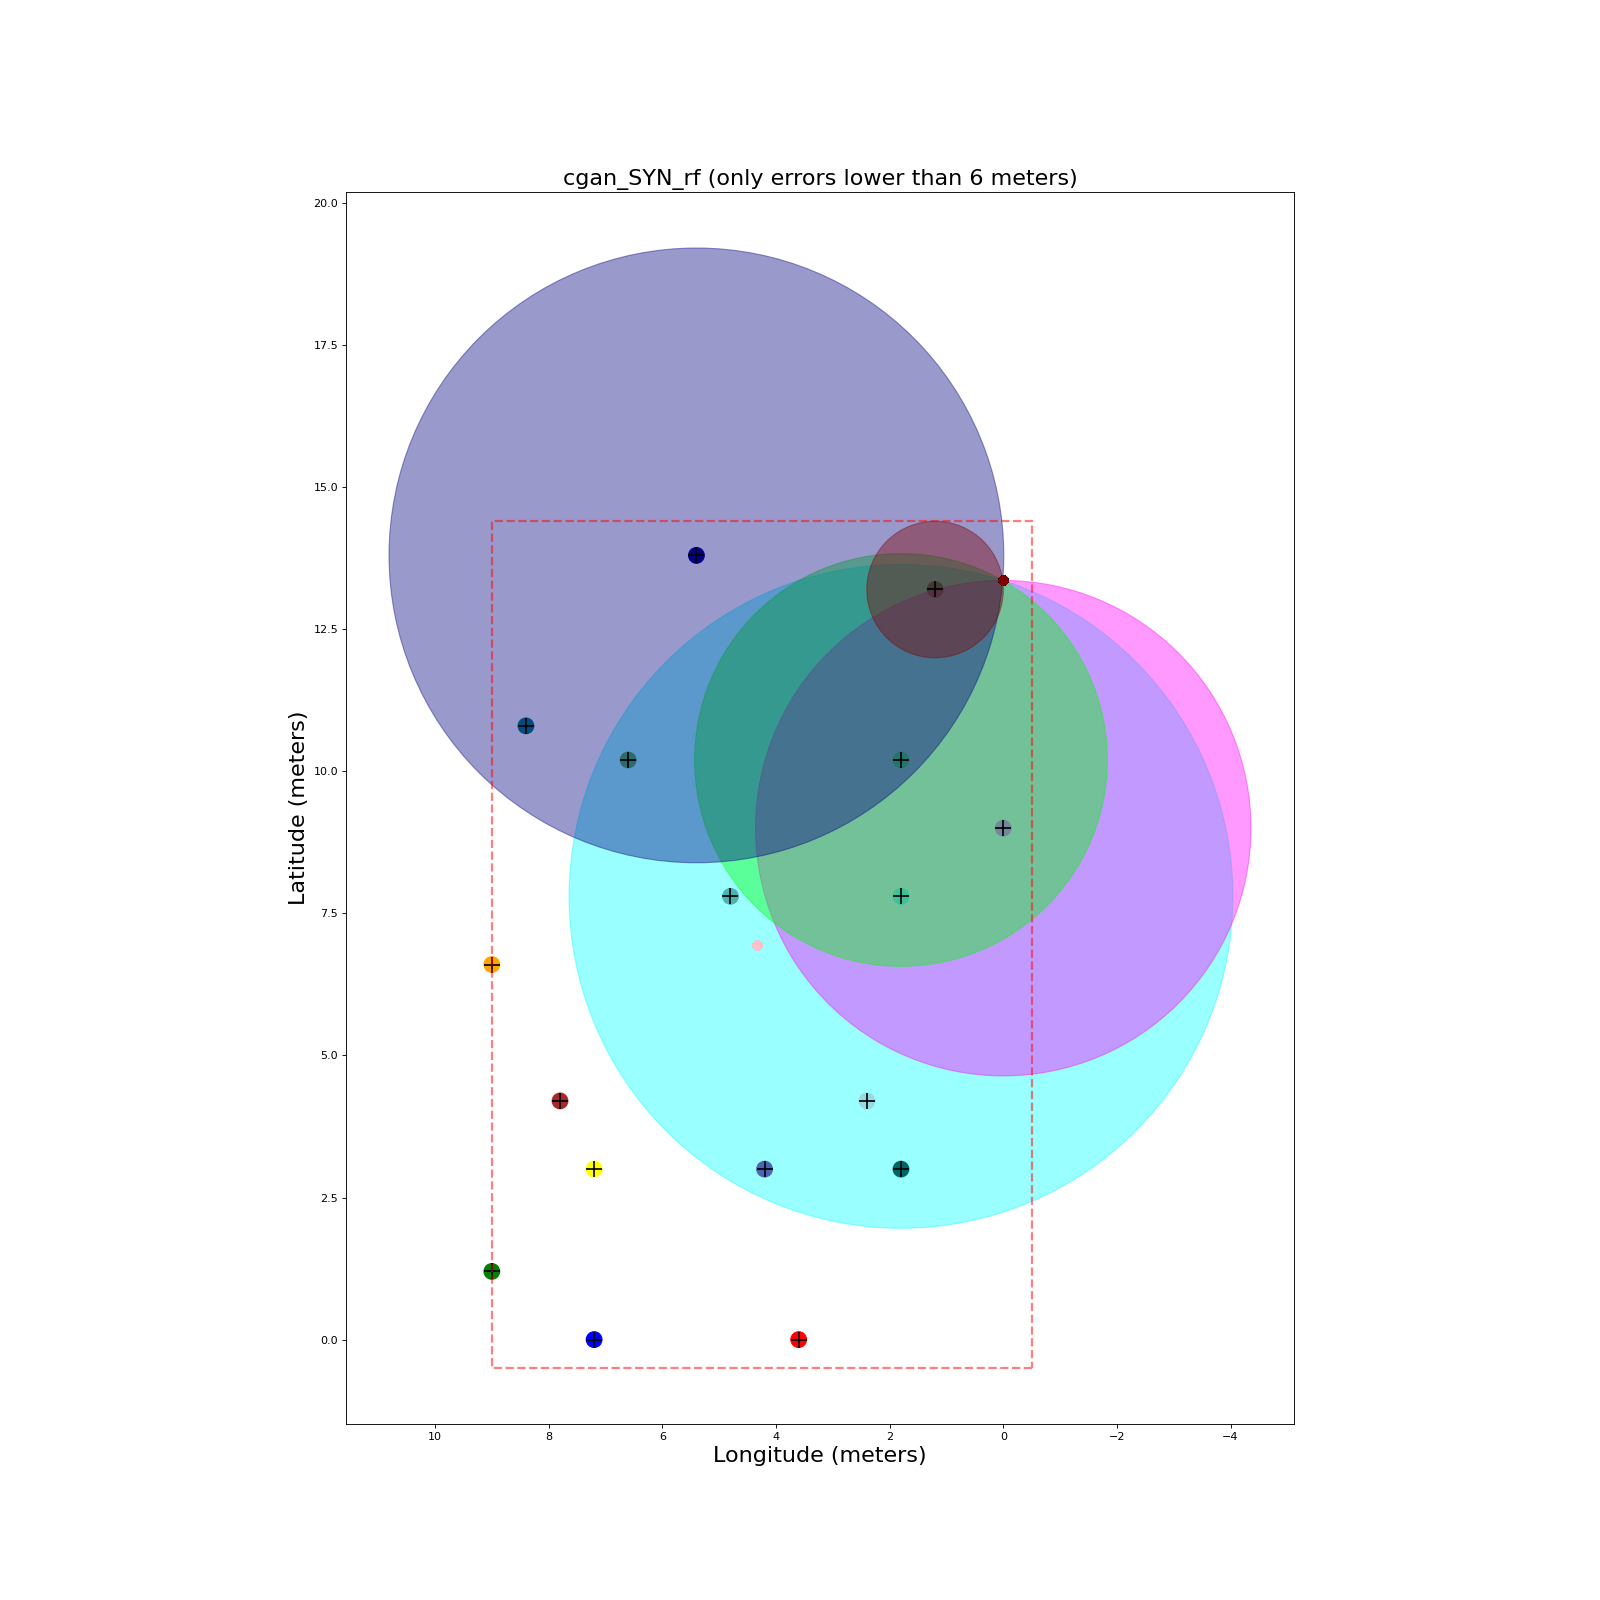 cgan_SYN_rf (only errors lower than 6 meters)
20.0
17.5
15.0
12.5
10.0
7.5
5.0
2.5
0.0
Latitude (meters)
10 8 6 4 2 0 −2 −4
Longitude (meters)